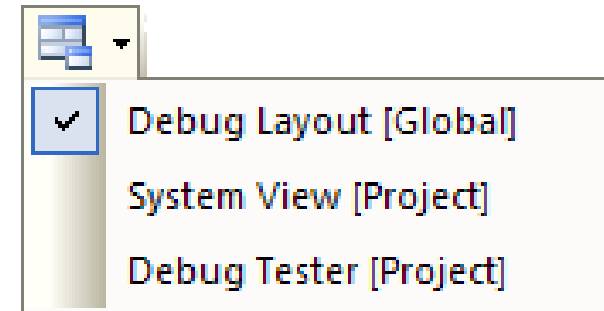 Debug Layout [Global]
System View [Project]
Debug Tester [Project]